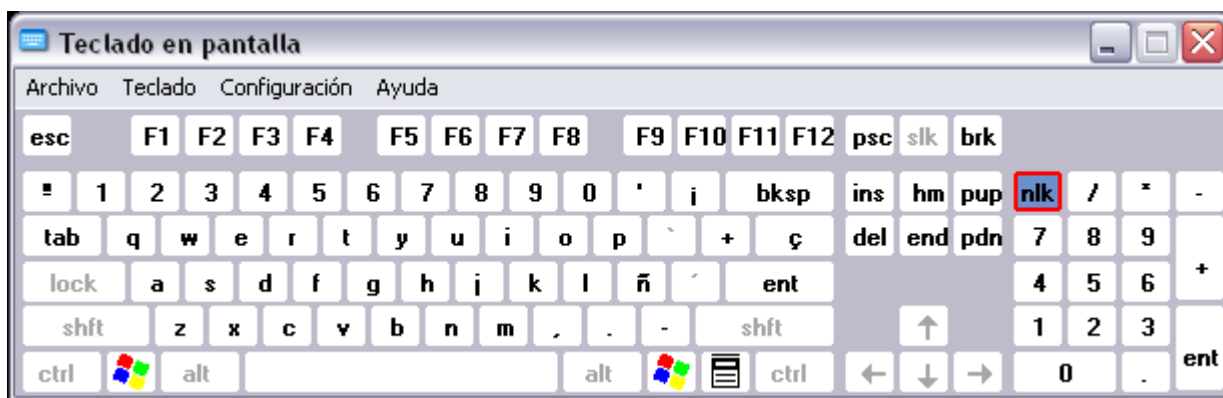 Teclado en pantalla
Archivo Teclado Configuración Ayuda
esc F1 F2 F3 F4 F5 F6 F7 F8 F9 F10 F11 F12 psc slk brk
º 1 2 3 4 5 6 7 8 9 0 ' ¡ bksp ins hm pup nlk / * -
tab q w e r t y u i o p ` + ç del end pdn 7 8 9
lock a s d f g h j k l ñ ´ ent 4 5 6 +
shft z x c v b n m , . - shft ↑ 1 2 3
ctrl alt alt ctrl ← ↓ → 0 . ent